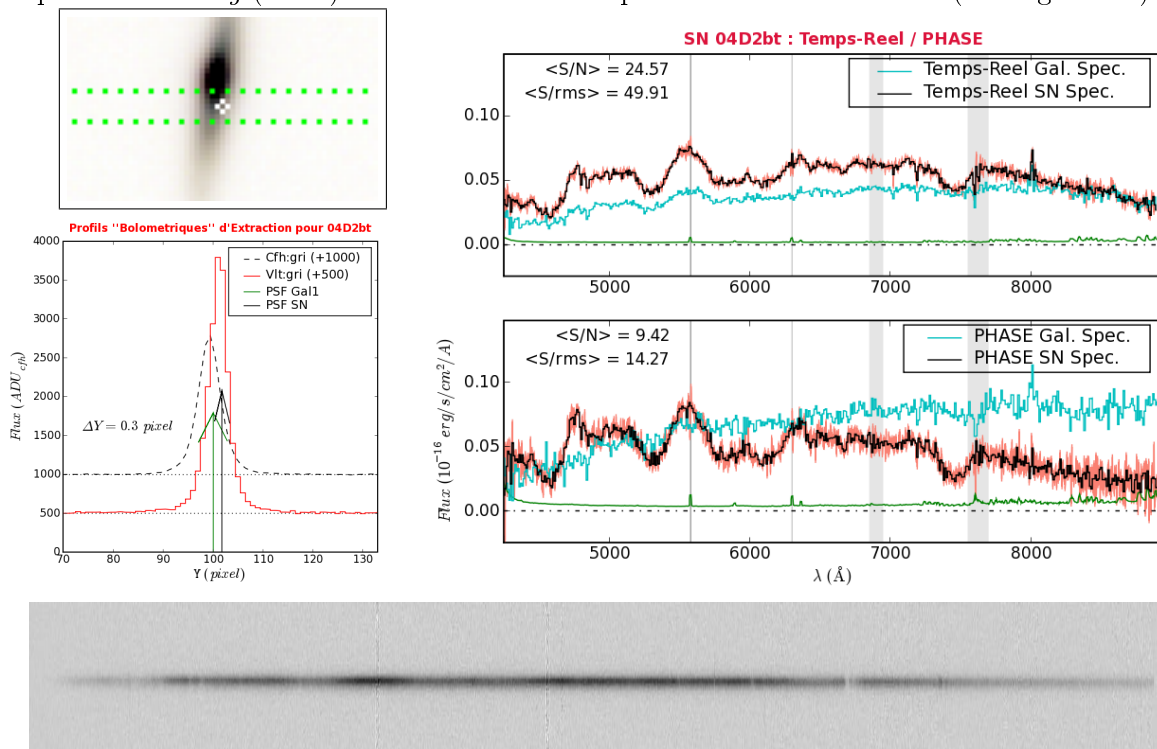 SN 04D2bt : Temps-Reel / PHASE
<S/N> = 24.57
<S/rms> = 49.91
Temps-Reel Gal. Spec.
Temps-Reel SN Spec.
0.10
0.05
0.00
5000 6000 7000 8000
Profils ''Bolometriques'' d'Extraction pour 04D2bt
4000
3500
3000
2500
2000
1500
1000
500
0
Cfh:gri (+1000)
Vlt:gri (+500)
PSF Gal1
PSF SN
ΔY = 0.3 pixel
Flux (ADU_cfh)
70 80 90 100 110 120 130
Y (pixel)
<S/N> = 9.42
<S/rms> = 14.27
PHASE Gal. Spec.
PHASE SN Spec.
0.10
0.05
0.00
Flux (10⁻¹⁶ erg/s/cm²/A)
5000 6000 7000 8000
λ (Å)